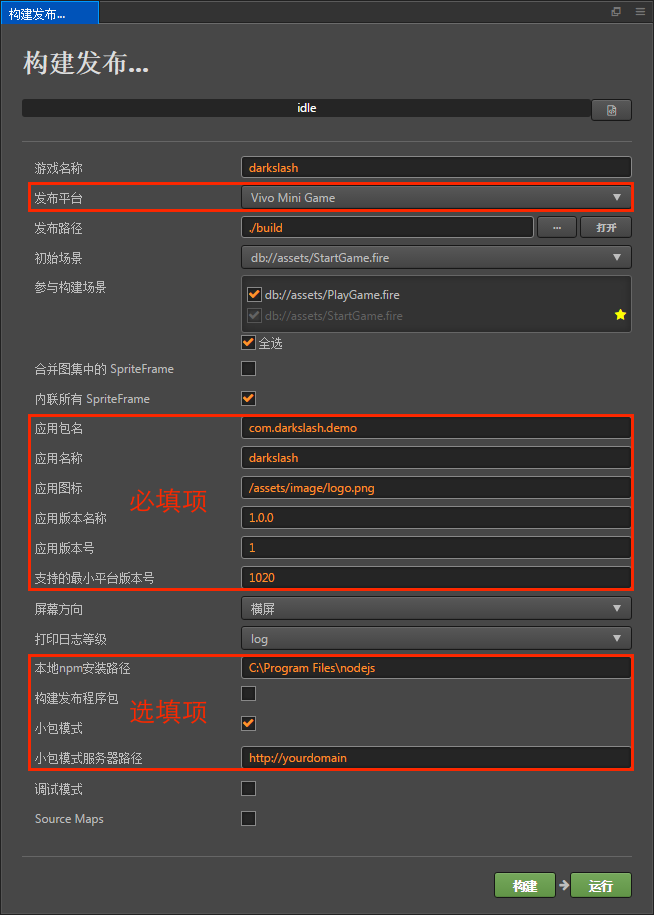 构建发布...
构建发布...
idle
游戏名称 darkslash
发布平台 Vivo Mini Game
发布路径 ./build ... 打开
初始场景 db://assets/StartGame.fire
参与构建场景 db://assets/PlayGame.fire
db://assets/StartGame.fire
全选
合并图集中的 SpriteFrame
内联所有 SpriteFrame
应用包名 com.darkslash.demo
应用名称 darkslash
应用图标 /assets/image/logo.png
必填项
应用版本名称 1.0.0
应用版本号 1
支持的最小平台版本号 1020
屏幕方向 横屏
打印日志等级 log
本地npm安装路径 C:\Program Files\nodejs
构建发布程序包
选填项
小包模式
小包模式服务器路径 http://yourdomain
调试模式
Source Maps
构建 运行